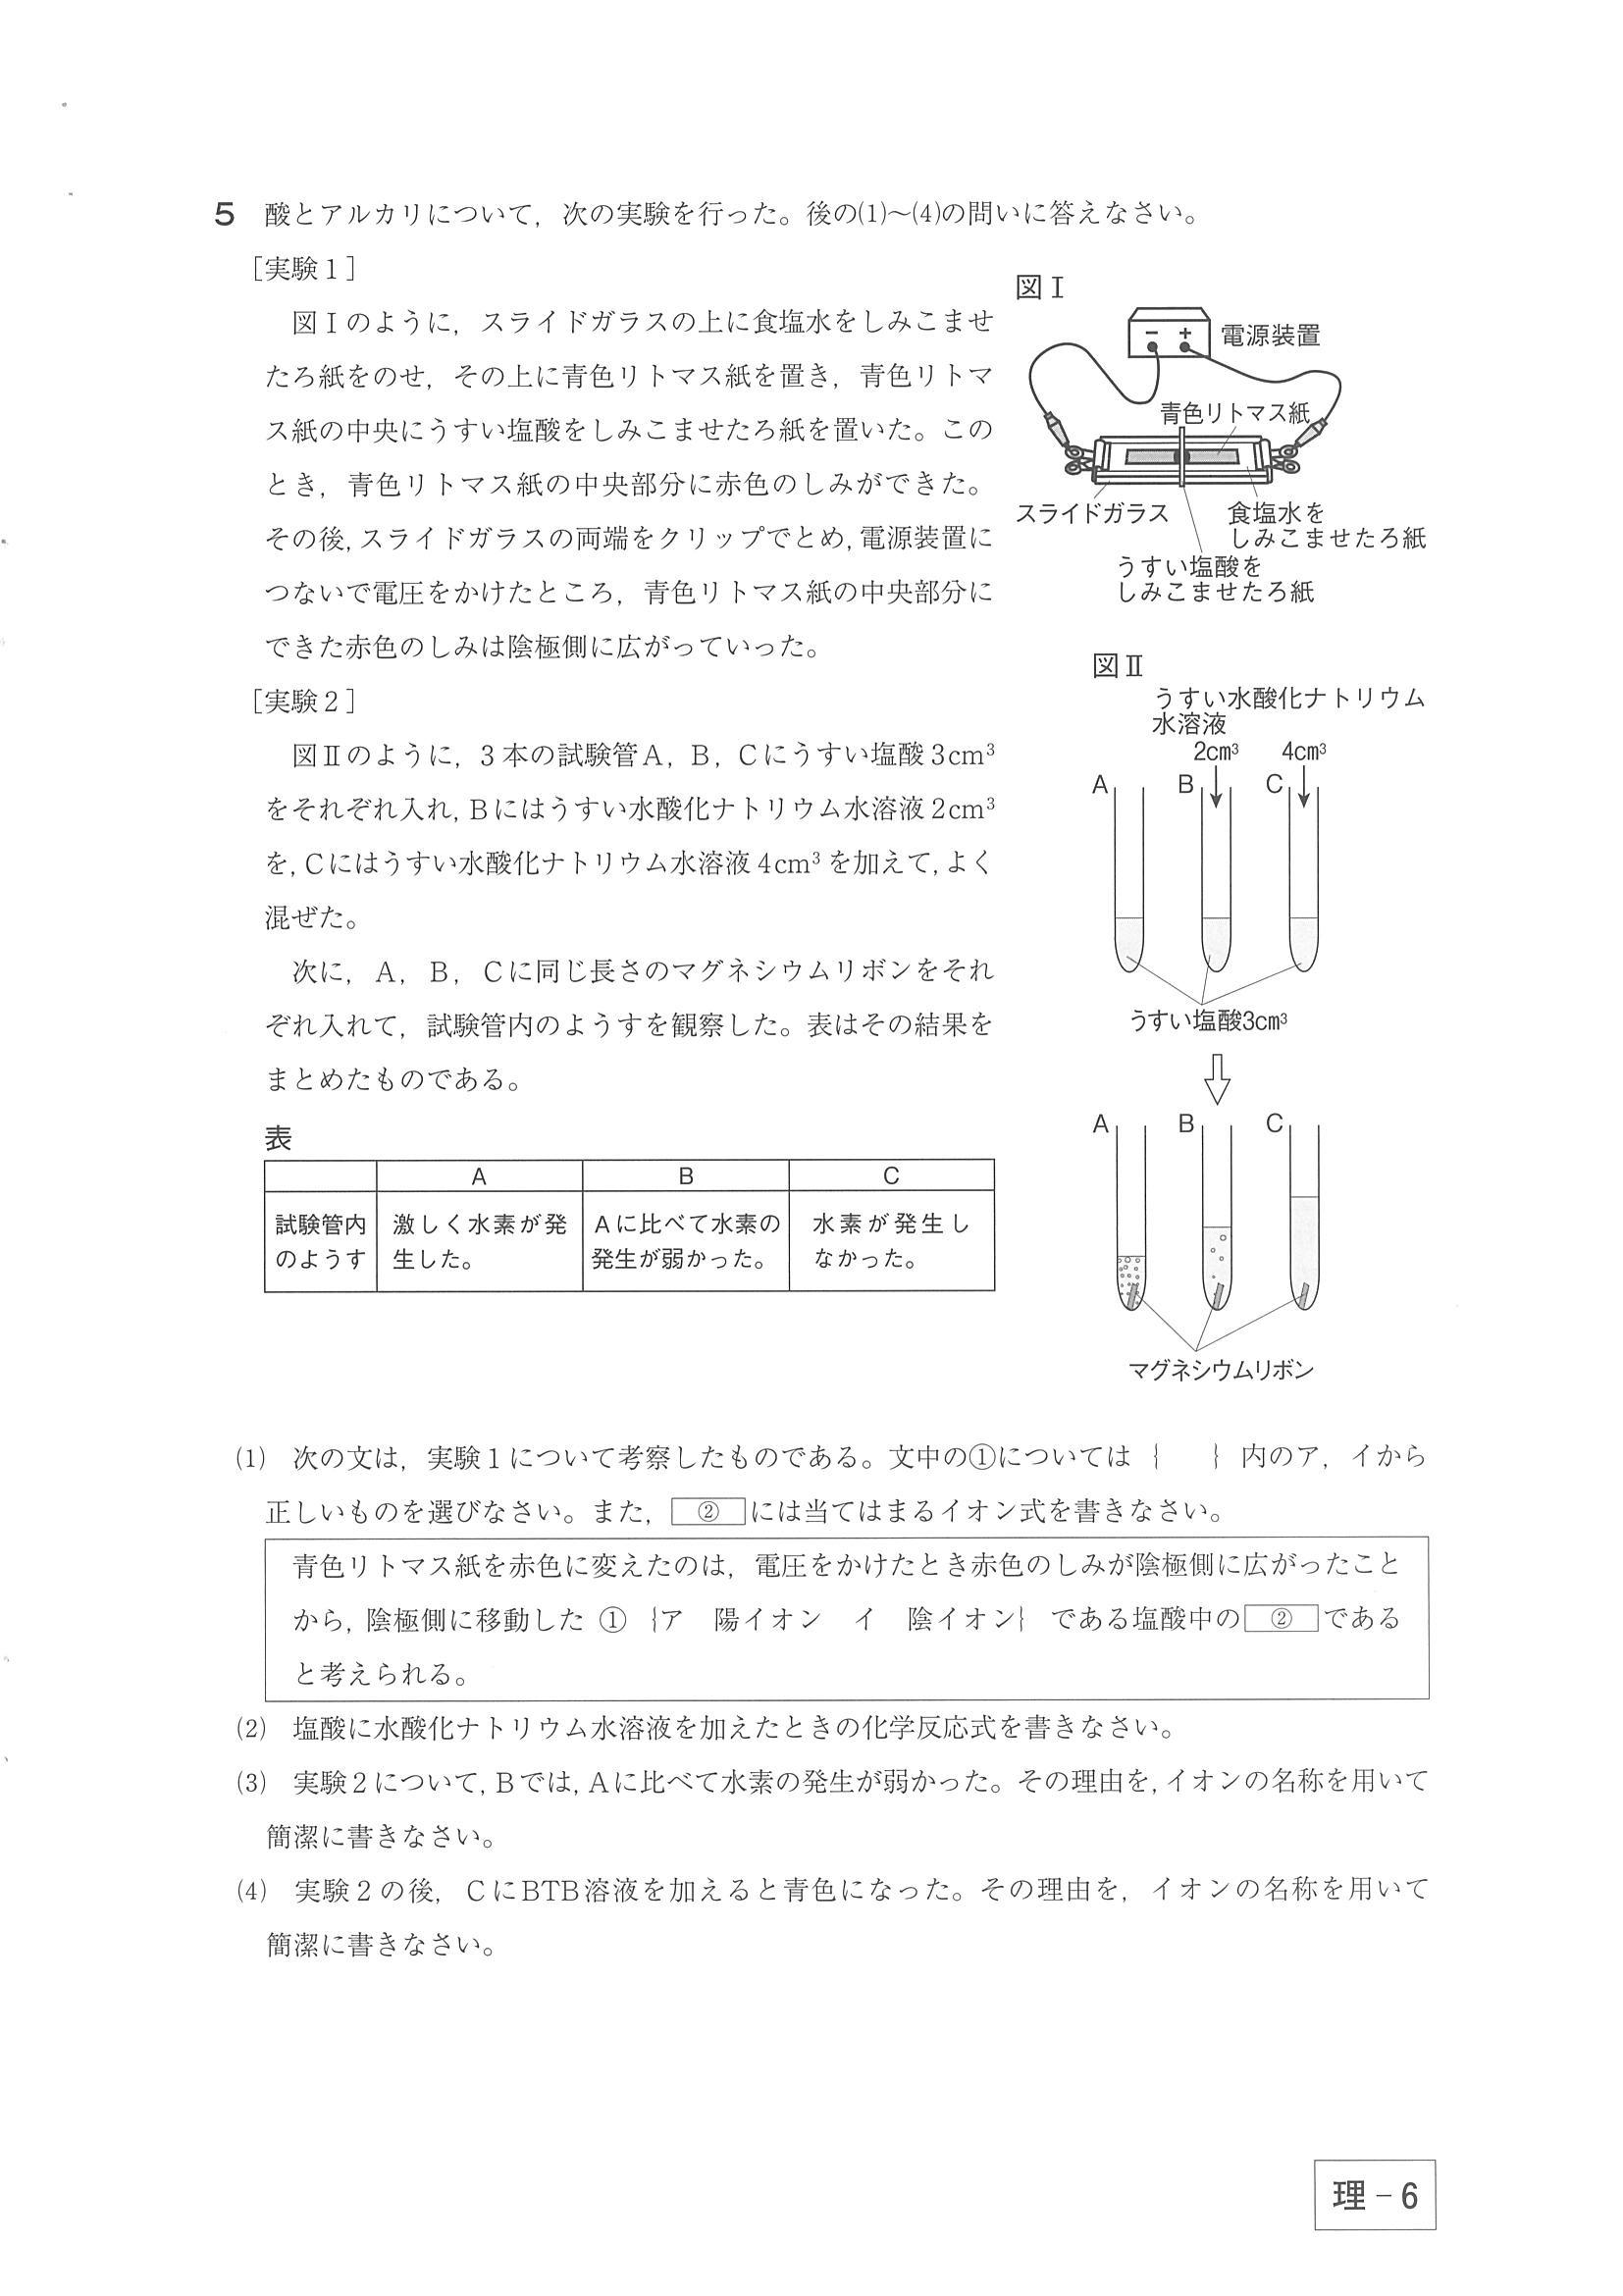 5 酸とアルカリについて，次の実験を行った。後の⑴～⑷の問いに答えなさい。
［実験１］
図Ⅰのように，スライドガラスの上に食塩水をしみこませ
たろ紙をのせ，その上に青色リトマス紙を置き，青色リトマ
ス紙の中央にうすい塩酸をしみこませたろ紙を置いた。この
とき，青色リトマス紙の中央部分に赤色のしみができた。
その後，スライドガラスの両端をクリップでとめ，電源装置に
つないで電圧をかけたところ，青色リトマス紙の中央部分に
できた赤色のしみは陰極側に広がっていった。
図Ⅰ
－ ＋
電源装置
青色リトマス紙
スライドガラス
食塩水を
しみこませたろ紙
うすい塩酸を
しみこませたろ紙
［実験２］
図Ⅱのように，３本の試験管A，B，Cにうすい塩酸3cm³
をそれぞれ入れ，Bにはうすい水酸化ナトリウム水溶液2cm³
を，Cにはうすい水酸化ナトリウム水溶液4cm³を加えて，よく
混ぜた。
次に，A，B，Cに同じ長さのマグネシウムリボンをそれ
ぞれ入れて，試験管内のようすを観察した。表はその結果を
まとめたものである。
図Ⅱ
うすい水酸化ナトリウム
水溶液
2cm³ 4cm³
A B C
うすい塩酸3cm³
A B C
マグネシウムリボン
表
A B C
試験管内 激しく水素が発 Aに比べて水素の 水素が発生し
のようす 生した。 発生が弱かった。 なかった。
⑴ 次の文は，実験１について考察したものである。文中の①については｛　｝内のア，イから
正しいものを選びなさい。また，②には当てはまるイオン式を書きなさい。
青色リトマス紙を赤色に変えたのは，電圧をかけたとき赤色のしみが陰極側に広がったこと
から，陰極側に移動した ①｛ア　陽イオン　イ　陰イオン｝である塩酸中の②である
と考えられる。
⑵ 塩酸に水酸化ナトリウム水溶液を加えたときの化学反応式を書きなさい。
⑶ 実験２について，Bでは，Aに比べて水素の発生が弱かった。その理由を，イオンの名称を用いて
簡潔に書きなさい。
⑷ 実験２の後，CにBTB溶液を加えると青色になった。その理由を，イオンの名称を用いて
簡潔に書きなさい。
理－6